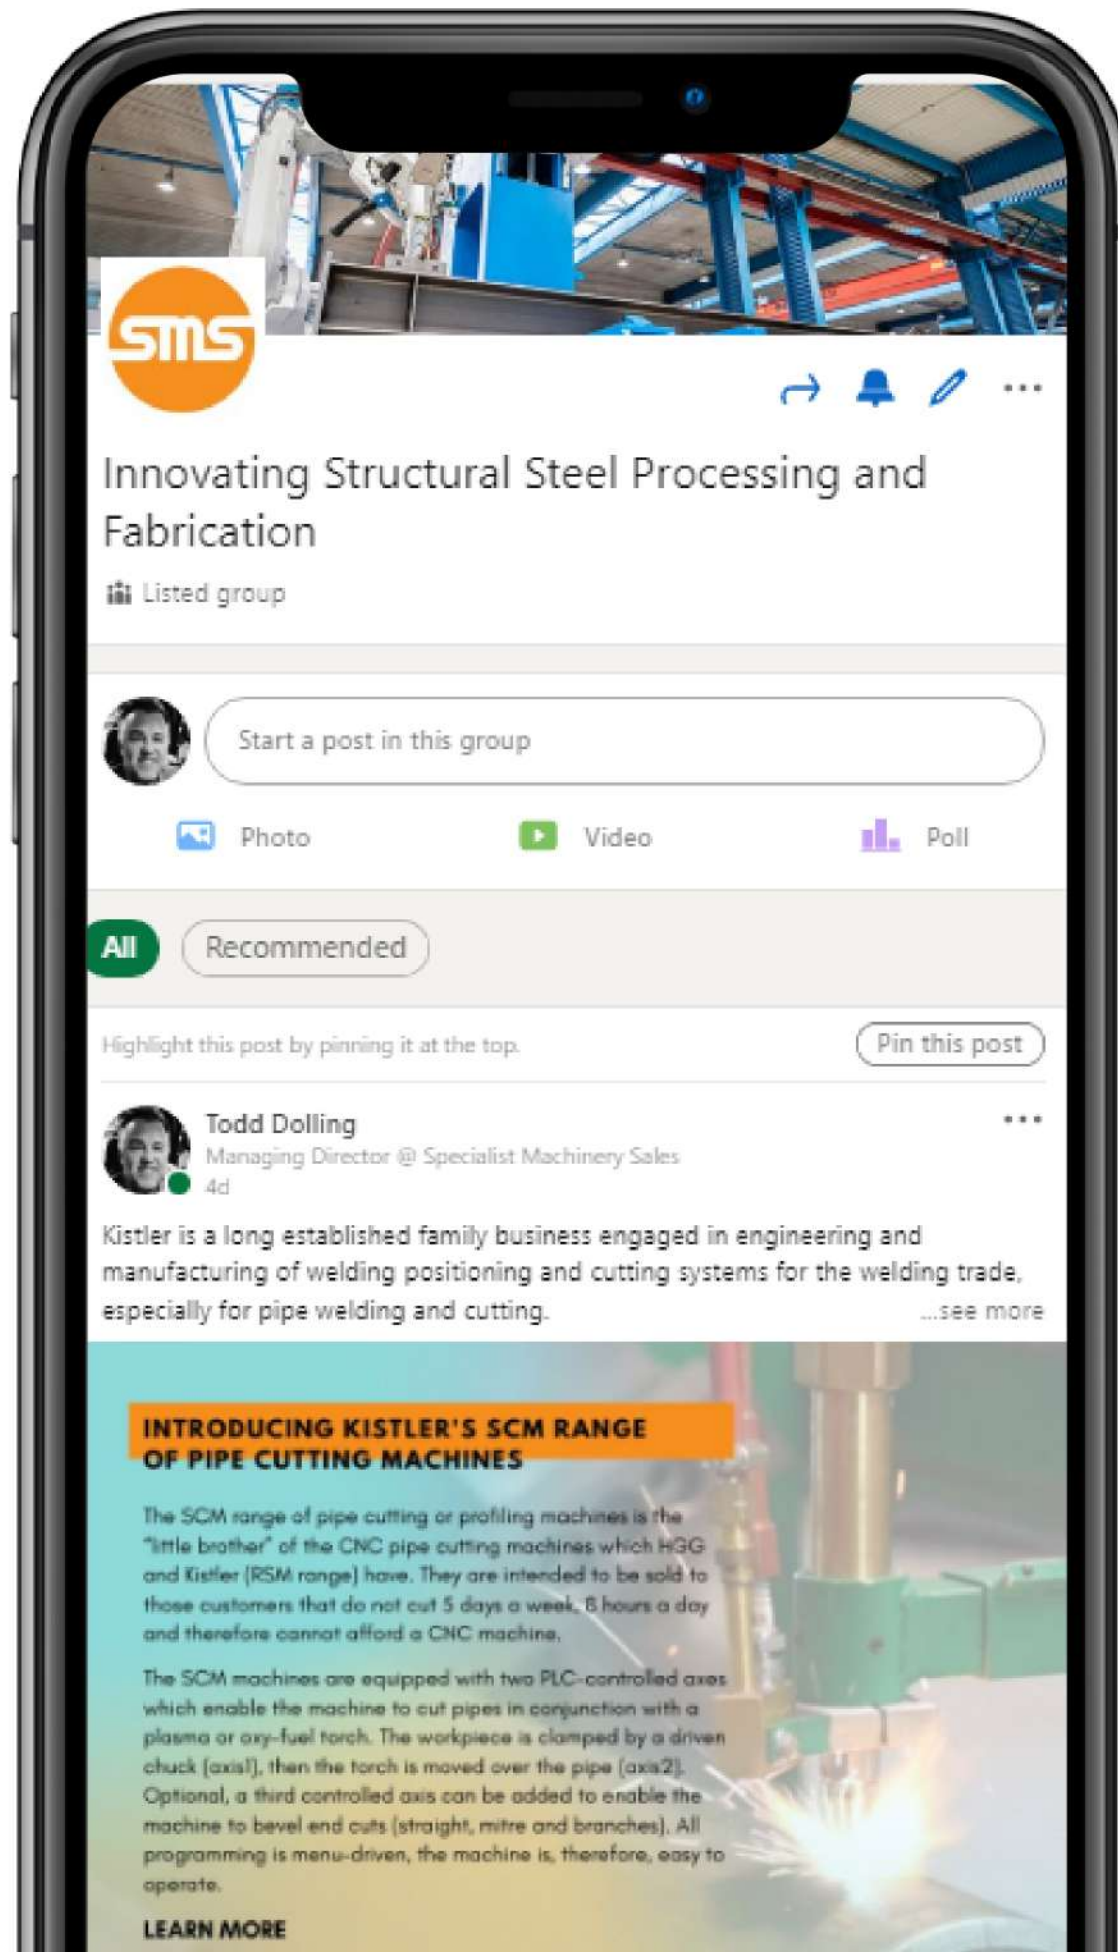 sms
Innovating Structural Steel Processing and
Fabrication
Listed group
Start a post in this group
Photo
Video
Poll
All
Recommended
Highlight this post by pinning it at the top.
Pin this post
Todd Dolling
Managing Director @ Specialist Machinery Sales
4d
Kistler is a long established family business engaged in engineering and
manufacturing of welding positioning and cutting systems for the welding trade,
especially for pipe welding and cutting.
...see more
INTRODUCING KISTLER'S SCM RANGE
OF PIPE CUTTING MACHINES
The SCM range of pipe cutting or profiling machines is the
"little brother" of the CNC pipe cutting machines which HGG
and Kistler (RSM range) have. They are intended to be sold to
those customers that do not cut 5 days a week, 8 hours a day
and therefore cannot afford a CNC machine.
The SCM machines are equipped with two PLC-controlled axes
which enable the machine to cut pipes in conjunction with a
plasma or oxy-fuel torch. The workpiece is clamped by a driven
chuck (axis1), then the torch is moved over the pipe (axis2).
Optional, a third controlled axis can be added to enable the
machine to bevel end cuts (straight, mitre and branches). All
programming is menu-driven, the machine is, therefore, easy to
operate.
LEARN MORE